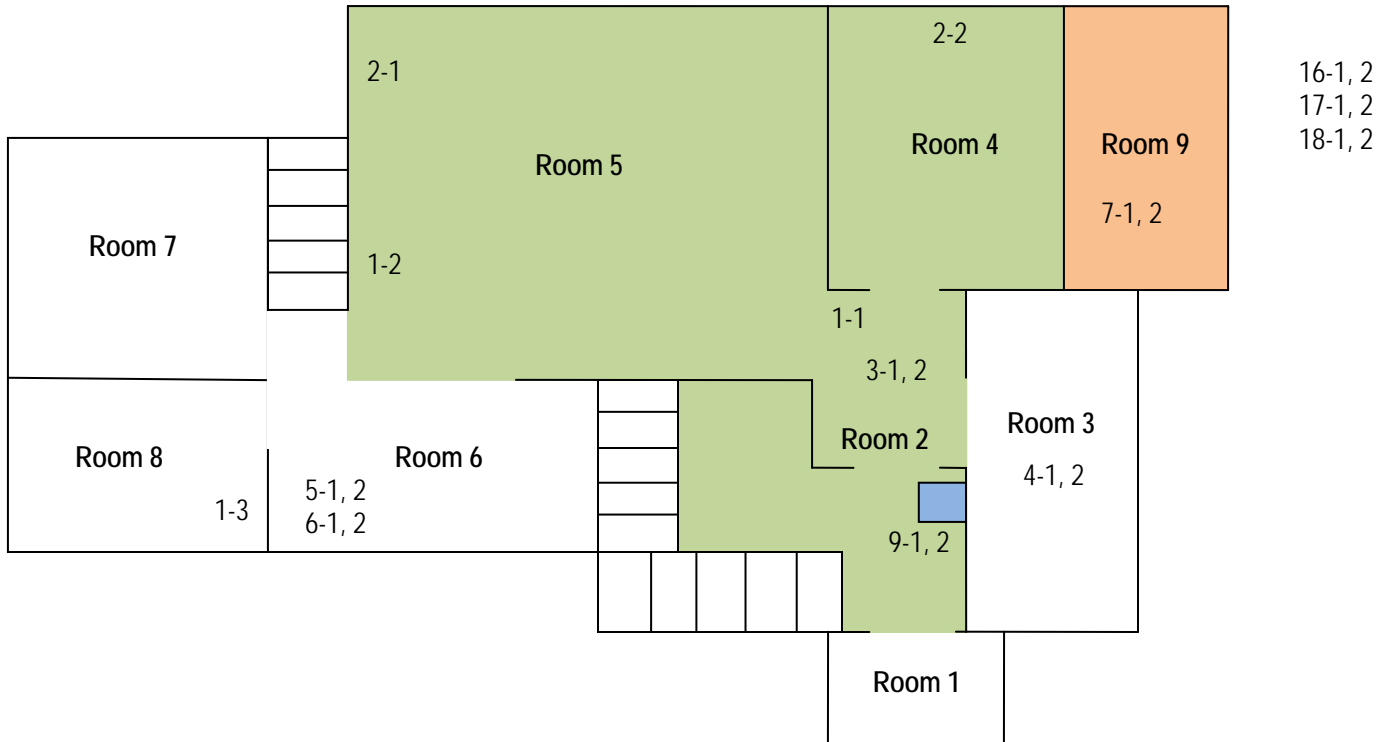 2-2
2-1
16-1, 2
17-1, 2
18-1, 2
Room 5
Room 4
Room 9
7-1, 2
Room 7
1-2
1-1
3-1, 2
Room 3
Room 2
Room 8
Room 6
4-1, 2
5-1, 2
1-3
6-1, 2
9-1, 2
Room 1